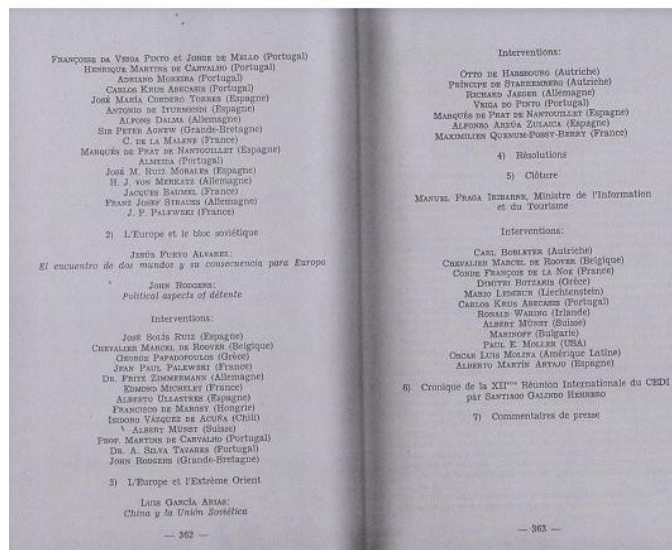 FRANÇOISE DA VEIGA PINTO et JORGE DE MELLO (Portugal)
HENRIQUE MARTINS DE CARVALHO (Portugal)
ADRIANO MOREIRA (Portugal)
CARLOS KRUS ABECASIS (Portugal)
JOSÉ MARÍA CORDERO TORRES (Espagne)
ANTONIO DE ITURMENDI (Espagne)
ALFONS DALMA (Allemagne)
SIR PETER AGNEW (Grande-Bretagne)
C. DE LA MALENE (France)
MARQUÉS DE PRAT DE NANTOUILLET (Espagne)
ALMEIDA (Portugal)
JOSÉ M. RUIZ MORALES (Espagne)
H. J. VON MERKATZ (Allemagne)
JACQUES BAUMEL (France)
FRANZ JOSEF STRAUSS (Allemagne)
J. P. PALEWSKI (France)
2) L'Europe et le bloc soviétique
JESÚS FUEYO ALVAREZ:
El encuentro de dos mundos y su consecuencia para Europa
JOHN RODGERS:
Political aspects of détente
Interventions:
JOSÉ SOLÍS RUIZ (Espagne)
CHEVALIER MARCEL DE ROOVER (Belgique)
GEORGE PAPADOPOULOS (Grèce)
JEAN PAUL PALEWSKI (France)
DR. FRITZ ZIMMERMANN (Allemagne)
EDMOND MICHELET (France)
ALBERTO ULLASTRES (Espagne)
FRANCISCO DE MAROSY (Hongrie)
ISIDORO VÁZQUEZ DE ACUÑA (Chili)
ALBERT MÜNST (Suisse)
PROF. MARTINS DE CARVALHO (Portugal)
DR. A. SILVA TAVARES (Portugal)
JOHN RODGERS (Grande-Bretagne)
3) L'Europe et l'Extrême Orient
LUIS GARCÍA ARIAS:
China y la Unión Soviética
— 362 —
Interventions:
OTTO DE HABSBOURG (Autriche)
PRÍNCIPE DE STARHEMBERG (Autriche)
RICHARD JAEGER (Allemagne)
VEIGA DO PINTO (Portugal)
MARQUÉS DE PRAT DE NANTOUILLET (Espagne)
ALFONSO ARZÚA ZULAICA (Espagne)
MAXIMILIEN QUENUM-POSSY-BERRY (France)
4) Résolutions
5) Clôture
MANUEL FRAGA IRIBARNE, Ministre de l'Information
et du Tourisme
Interventions:
CARL BOBLETER (Autriche)
CHEVALIER MARCEL DE ROOVER (Belgique)
CONDE FRANÇOIS DE LA NOE (France)
DIMITRI BOTZARIS (Grèce)
MARIO LEDEBUR (Liechtenstein)
CARLOS KRUS ABECASIS (Portugal)
RONALD WARING (Irlande)
ALBERT MÜNST (Suisse)
MARINOFF (Bulgarie)
PAUL E. MOLLER (USA)
OSCAR LUIS MOLINA (Amérique Latine)
ALBERTO MARTÍN ARTAJO (Espagne)
6) Cronique de la XIIème Réunion Internationale du CEDI
par SANTIAGO GALINDO HERRERO
7) Commentaires de presse
— 363 —